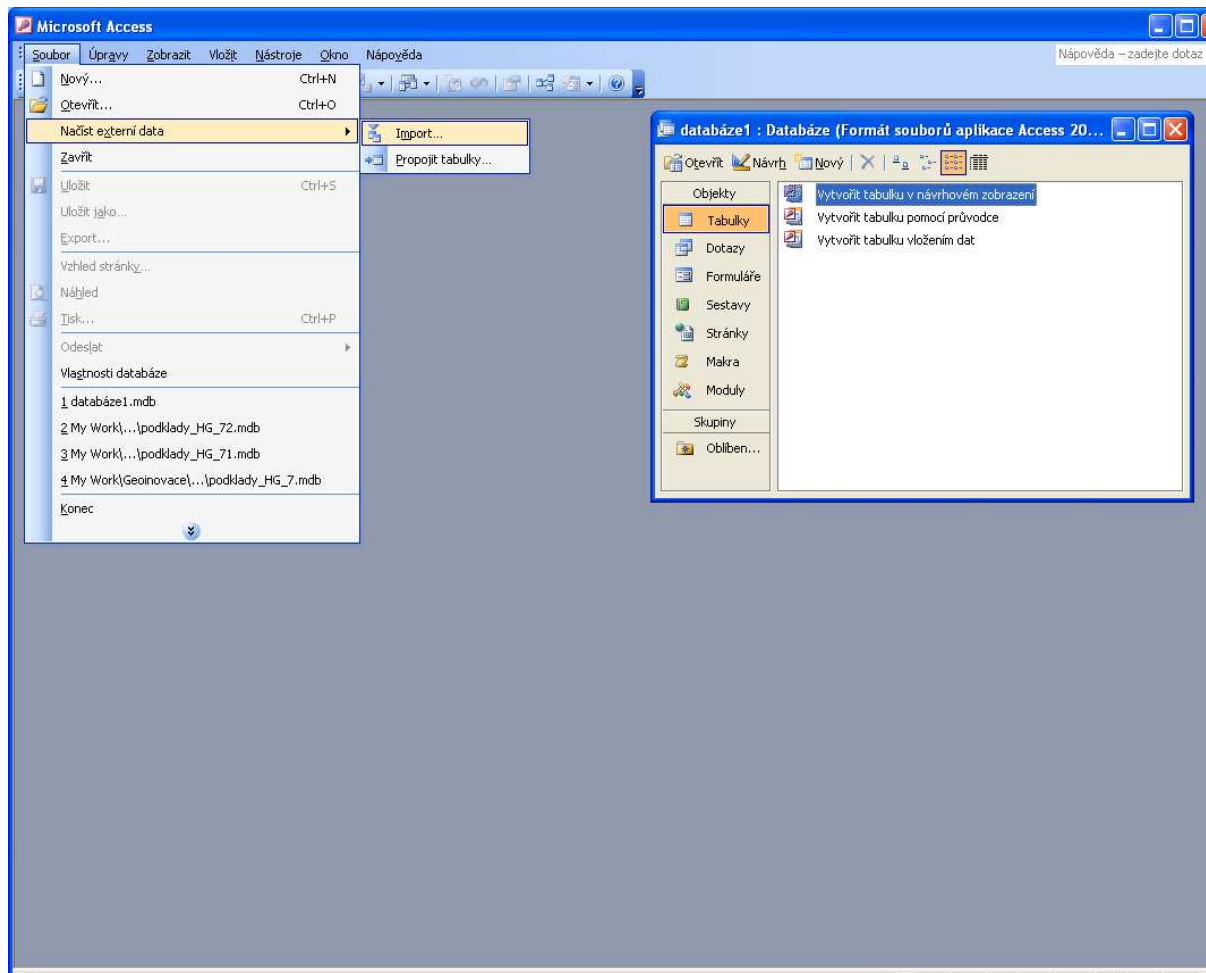 Microsoft Access
Soubor Úpravy Zobrazit Vložit Nástroje Okno Nápověda
Nápověda – zadejte dotaz
Nový... Ctrl+N
Otevřít... Ctrl+O
Načíst externí data
Import...
Propojit tabulky...
Zavřít
Uložit Ctrl+S
Uložit jako...
Export...
Vzhled stránky...
Náhled
Tisk... Ctrl+P
Odeslat
Vlastnosti databáze
1 databáze1.mdb
2 My Work\...\podklady_HG_72.mdb
3 My Work\...\podklady_HG_71.mdb
4 My Work\Geoinovace\...\podklady_HG_7.mdb
Konec
databáze1 : Databáze (Formát souborů aplikace Access 20...
Otevřít Návrh Nový
Objekty
Tabulky
Dotazy
Formuláře
Sestavy
Stránky
Makra
Moduly
Skupiny
Oblíben...
Vytvořit tabulku v návrhovém zobrazení
Vytvořit tabulku pomocí průvodce
Vytvořit tabulku vložením dat